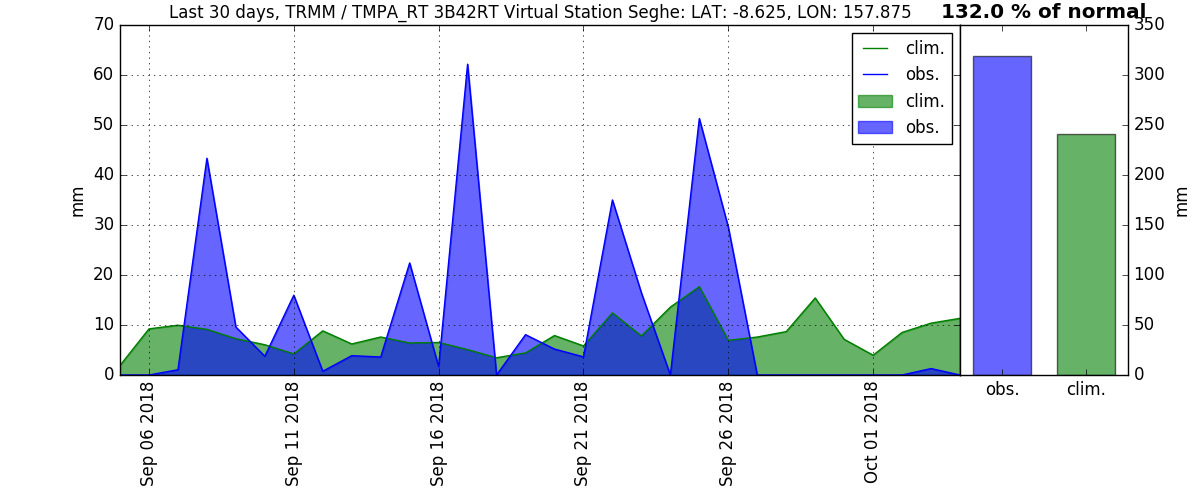 Last 30 days, TRMM / TMPA_RT 3B42RT Virtual Station Seghe: LAT: -8.625, LON: 157.875
132.0 % of normal
70
60
50
40
30
20
10
0
mm
clim.
obs.
clim.
obs.
Sep 06 2018
Sep 11 2018
Sep 16 2018
Sep 21 2018
Sep 26 2018
Oct 01 2018
350
300
250
200
150
100
50
0
mm
obs.
clim.